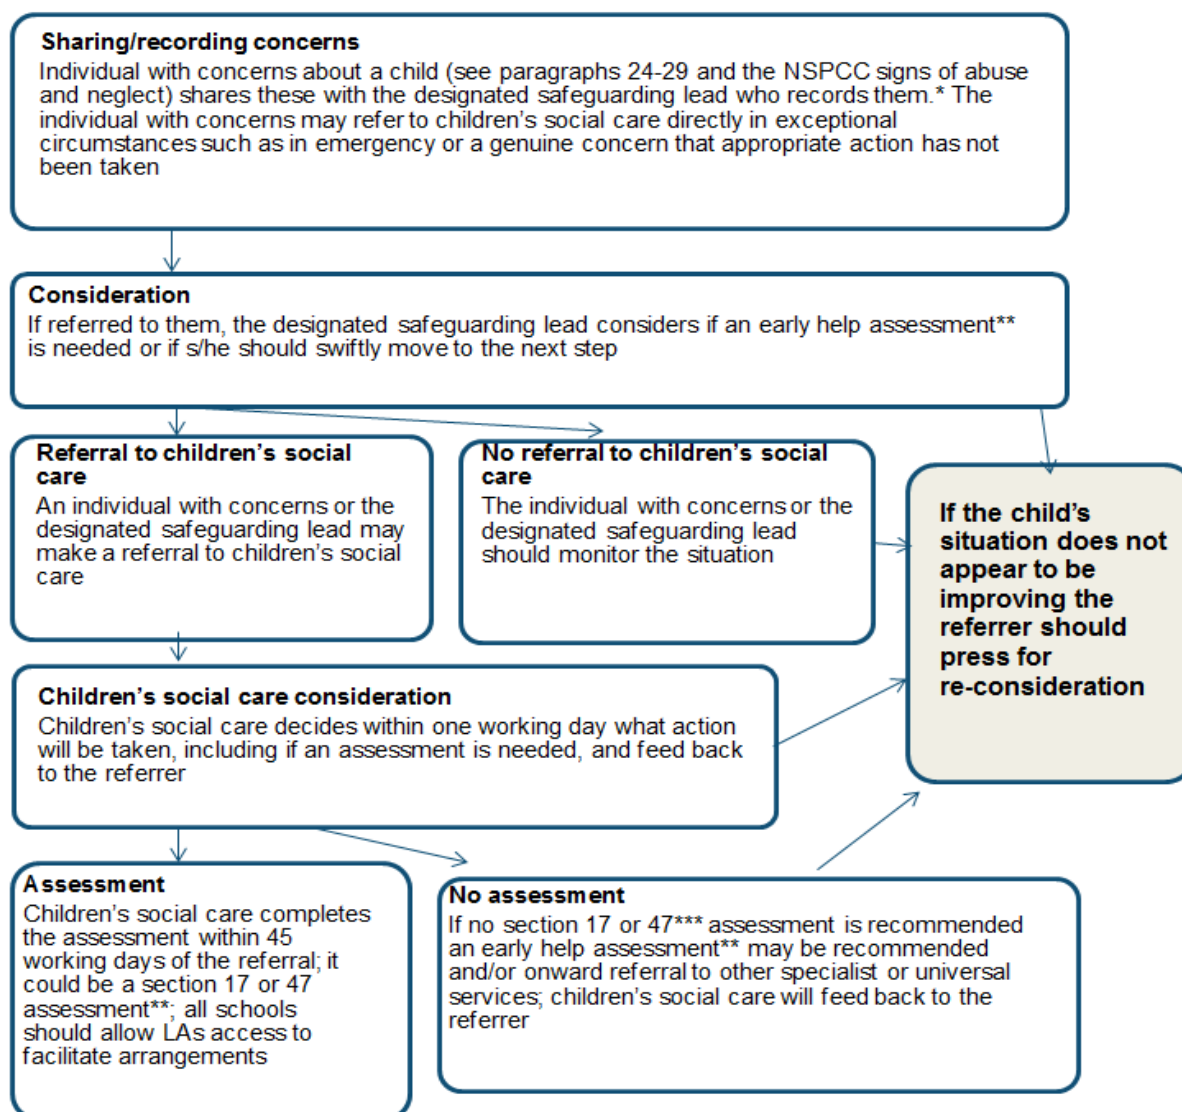 Sharing/recording concerns
Individual with concerns about a child (see paragraphs 24-29 and the NSPCC signs of abuse
and neglect) shares these with the designated safeguarding lead who records them.* The
individual with concerns may refer to children’s social care directly in exceptional
circumstances such as in emergency or a genuine concern that appropriate action has not
been taken
Consideration
If referred to them, the designated safeguarding lead considers if an early help assessment**
is needed or if s/he should swiftly move to the next step
Referral to children’s social
care
An individual with concerns or the
designated safeguarding lead may
make a referral to children’s social
care
No referral to children’s social
care
The individual with concerns or the
designated safeguarding lead
should monitor the situation
If the child’s
situation does not
appear to be
improving the
referrer should
press for
re-consideration
Children’s social care consideration
Children’s social care decides within one working day what action
will be taken, including if an assessment is needed, and feed back
to the referrer
Assessment
Children’s social care completes
the assessment within 45
working days of the referral; it
could be a section 17 or 47
assessment**; all schools
should allow LAs access to
facilitate arrangements
No assessment
If no section 17 or 47*** assessment is recommended
an early help assessment** may be recommended
and/or onward referral to other specialist or universal
services; children’s social care will feed back to the
referrer